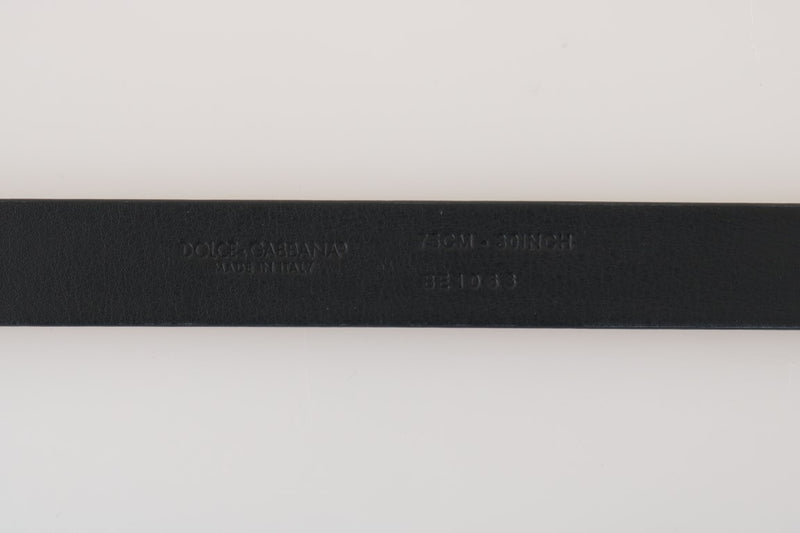 DOLCE & GABBANA
MADE IN ITALY
75CM - 30INCH